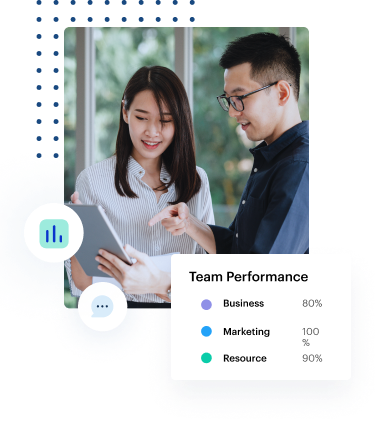 Team Performance
Business 80%
Marketing 100
%
Resource 90%